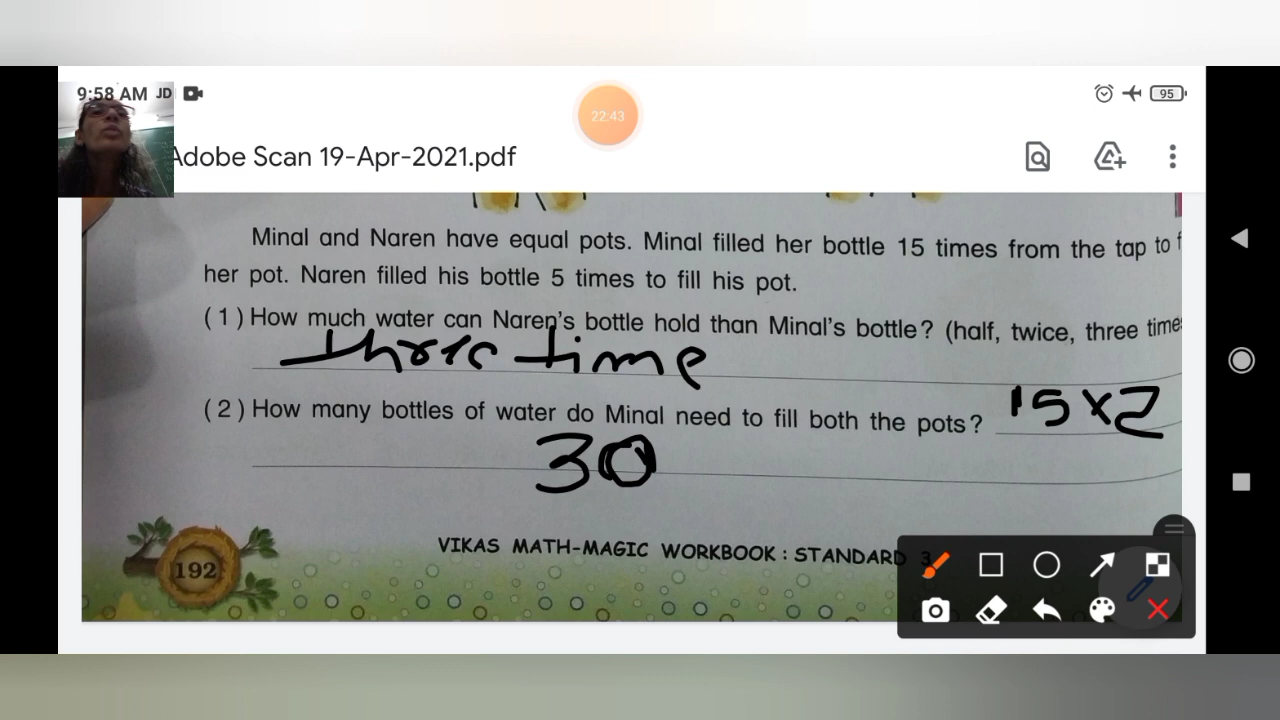 9:58 AM JD
22:43
95
Adobe Scan 19-Apr-2021.pdf
Minal and Naren have equal pots. Minal filled her bottle 15 times from the tap to f
her pot. Naren filled his bottle 5 times to fill his pot.
(1) How much water can Naren's bottle hold than Minal's bottle? (half, twice, three time
three time
(2) How many bottles of water do Minal need to fill both the pots? 15x2
30
192
VIKAS MATH-MAGIC WORKBOOK : STANDARD 3